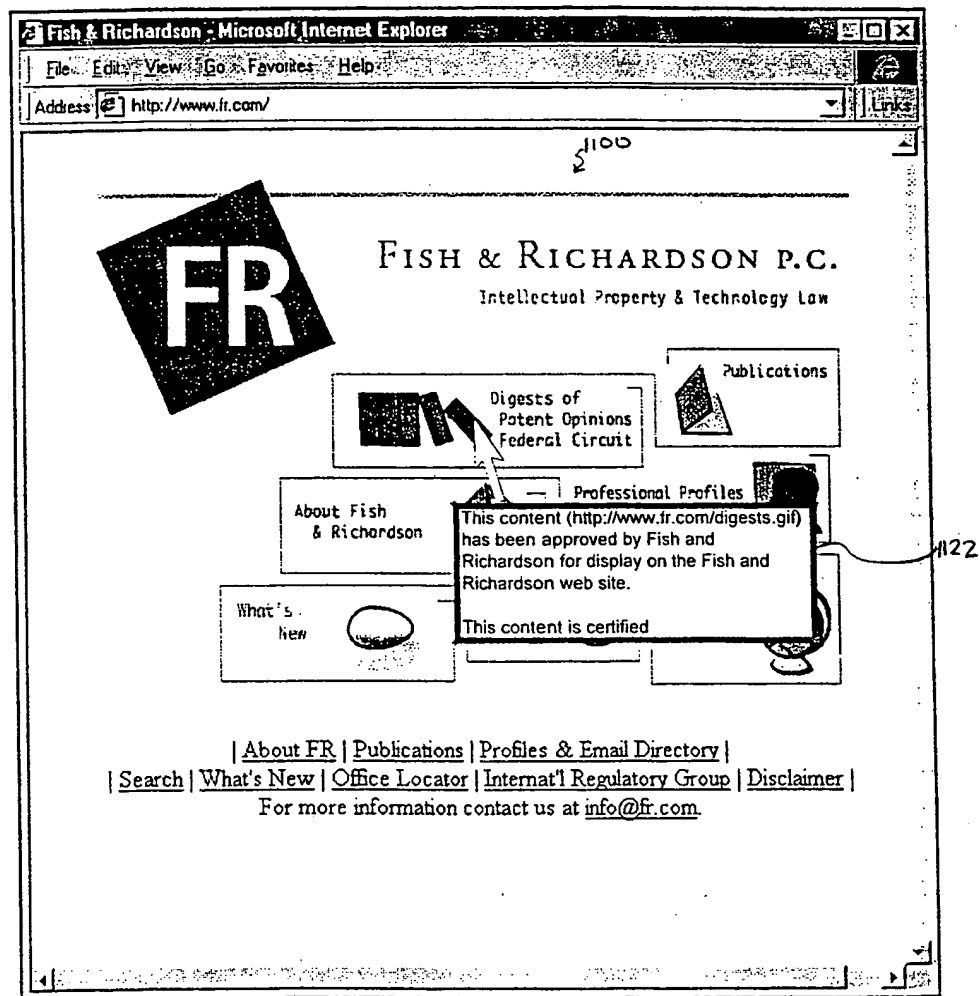 Fish & Richardson - Microsoft Internet Explorer
File Edit View Go Favorites Help
Address http://www.fr.com/ Links
1100
FR
FISH & RICHARDSON P.C.
Intellectual Property & Technology Law
Publications
Digests of
Patent Opinions
Federal Circuit
Professional Profiles
About Fish
& Richardson
This content (http://www.fr.com/digests.gif)
has been approved by Fish and
Richardson for display on the Fish and
Richardson web site.
This content is certified
1122
What's
New
| About FR | Publications | Profiles & Email Directory |
| Search | What's New | Office Locator | Internat'l Regulatory Group | Disclaimer |
For more information contact us at info@fr.com.